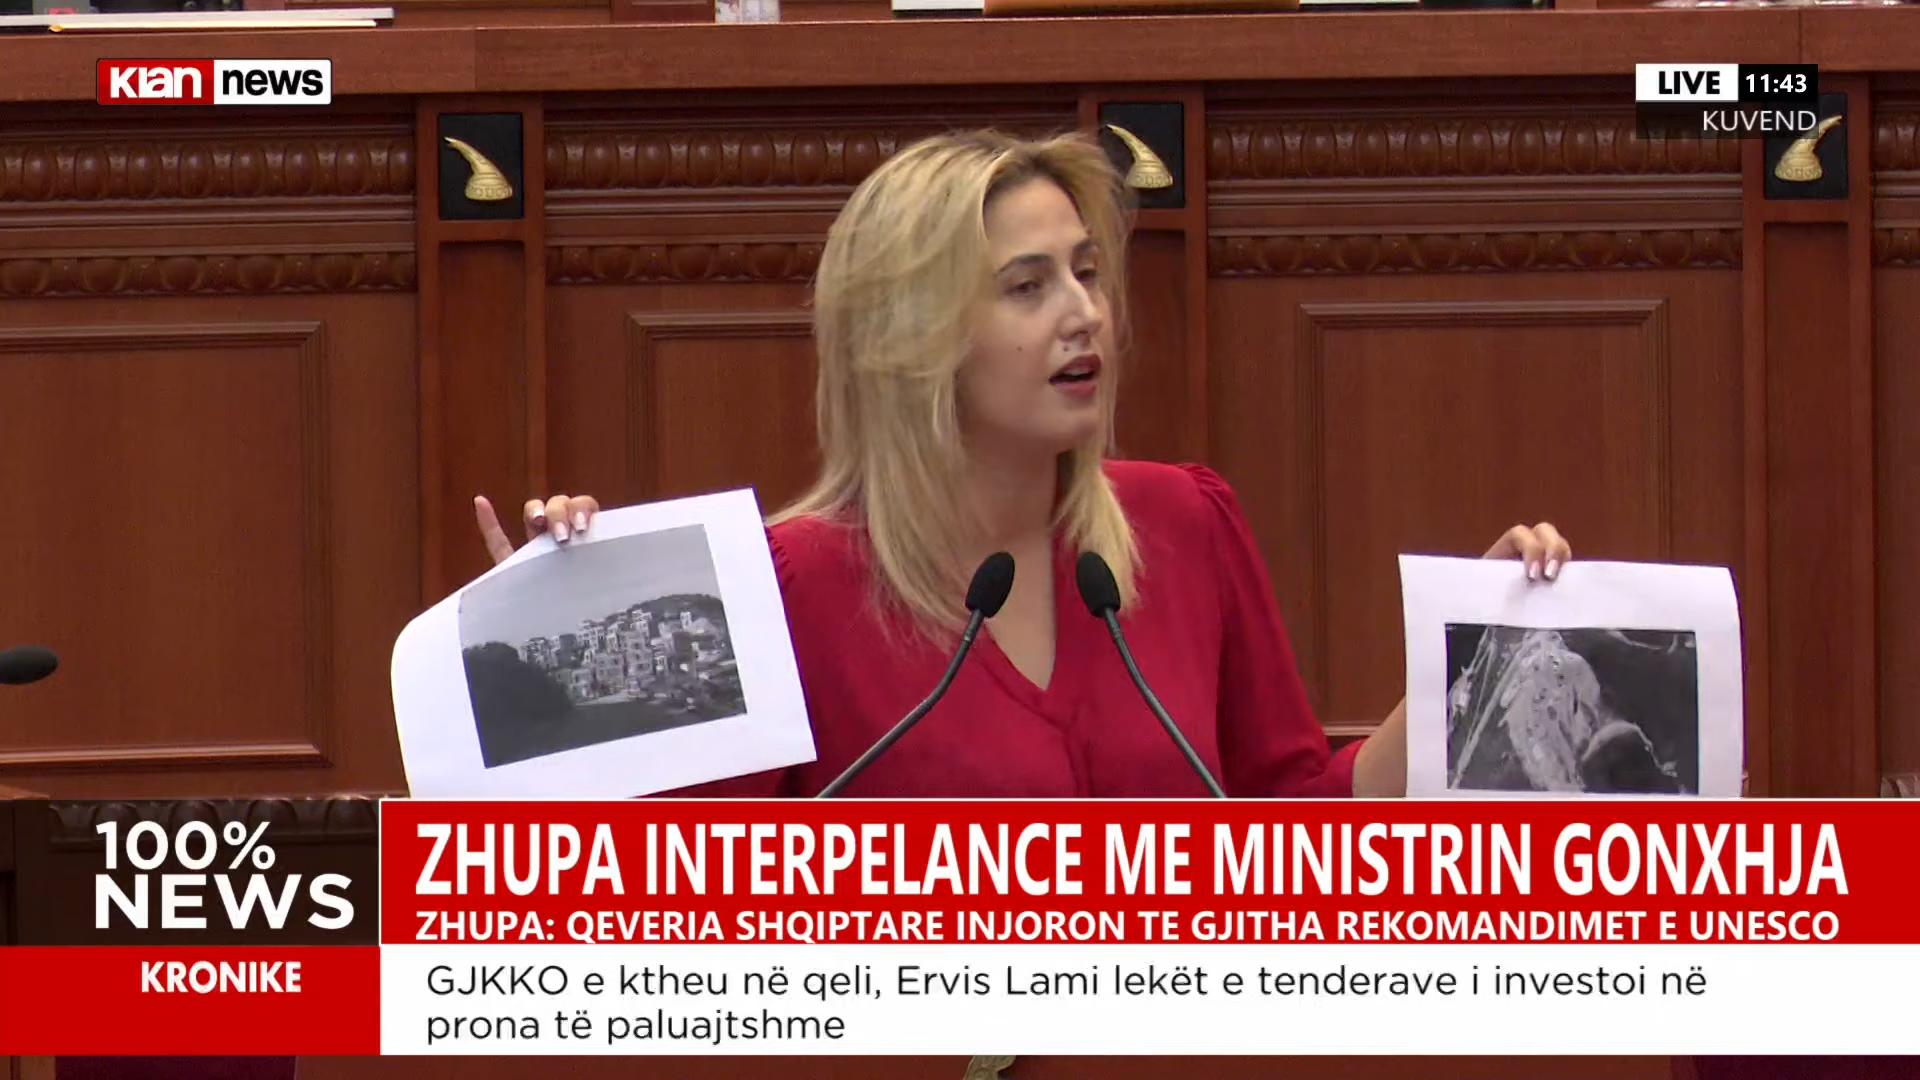 Klan news
LIVE 11:43
KUVEND
100%
NEWS
ZHUPA INTERPELANCE ME MINISTRIN GONXHJA
ZHUPA: QEVERIA SHQIPTARE INJORON TE GJITHA REKOMANDIMET E UNESCO
KRONIKE
GJKKO e ktheu në qeli, Ervis Lami lekët e tenderave i investoi në
prona të paluajtshme